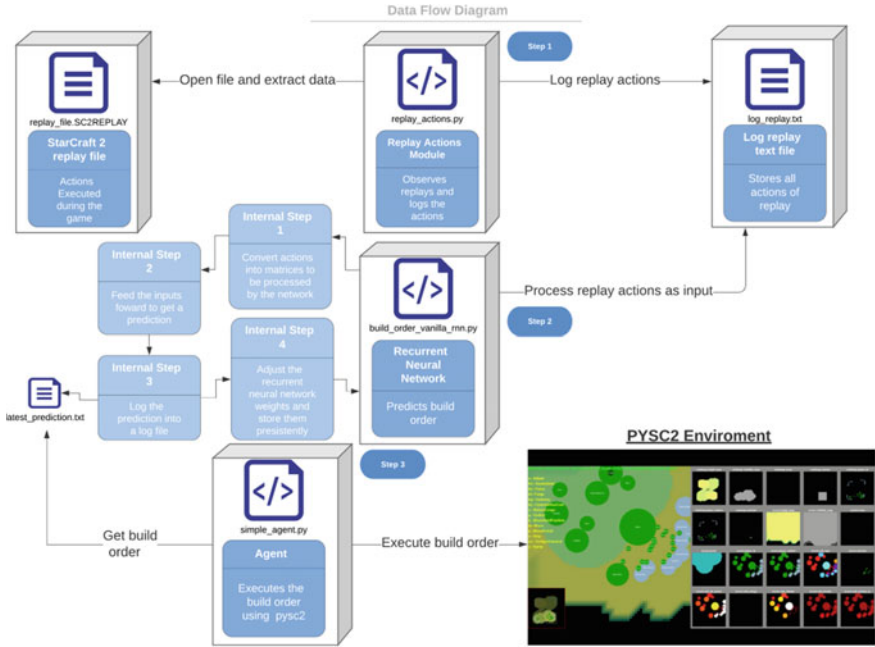 Data Flow Diagram
Step 1
Open file and extract data
Log replay actions
replay_file.SC2REPLAY
replay_actions.py
log_replay.txt
StarCraft 2
replay file
Actions
Executed
during the
game
Replay Actions
Module
Observes
replays and
logs the
actions
Log replay
text file
Stores all
actions of
replay
Internal Step
1
Convert actions
into matrices to
be processed
by the network
Internal Step
2
Feed the inputs
foward to get a
prediction
build_order_vanilla_rnn.py
Process replay actions as input
Step 2
Recurrent
Neural
Network
Predicts build
order
Internal Step
4
Adjust the
recurrent
neural network
weights and
store them
presistently
Internal Step
3
Log the
prediction into
a log file
latest_prediction.txt
Step 3
PYSC2 Enviroment
simple_agent.py
Get build
order
Execute build order
Agent
Executes the
build order
using pysc2